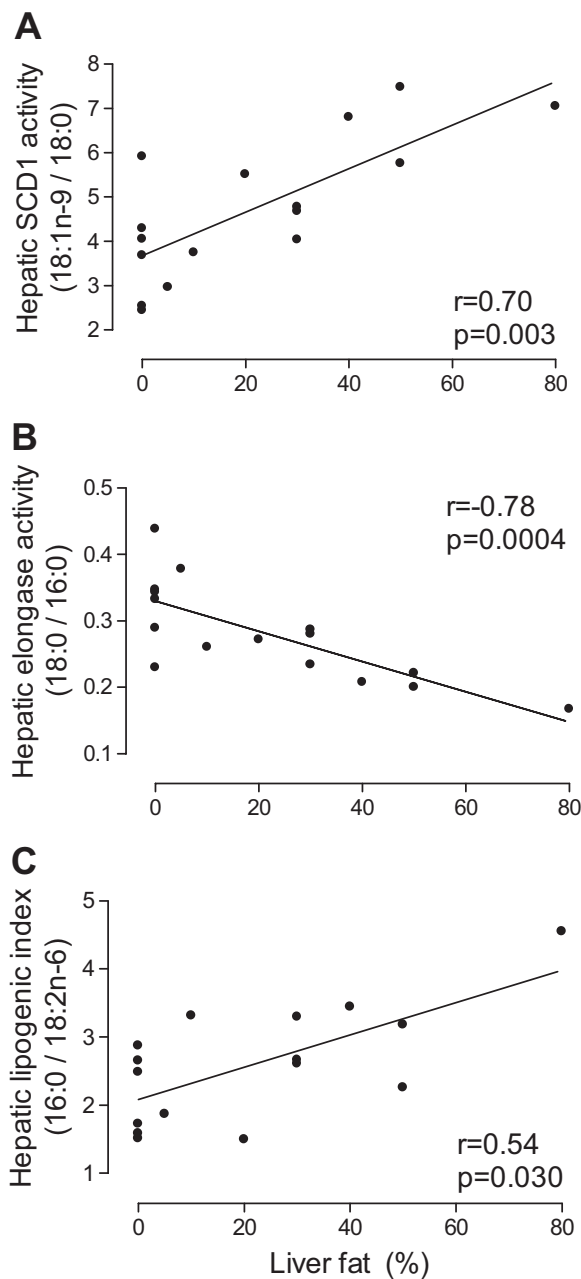 A
Hepatic SCD1 activity
(18:1n-9 / 18:0)
8
7
6
5
4
3
2
r=0.70
p=0.003
0 20 40 60 80
B
Hepatic elongase activity
(18:0 / 16:0)
0.5
0.4
0.3
0.2
0.1
r=-0.78
p=0.0004
0 20 40 60 80
C
Hepatic lipogenic index
(16:0 / 18:2n-6)
5
4
3
2
1
r=0.54
p=0.030
0 20 40 60 80
Liver fat (%)